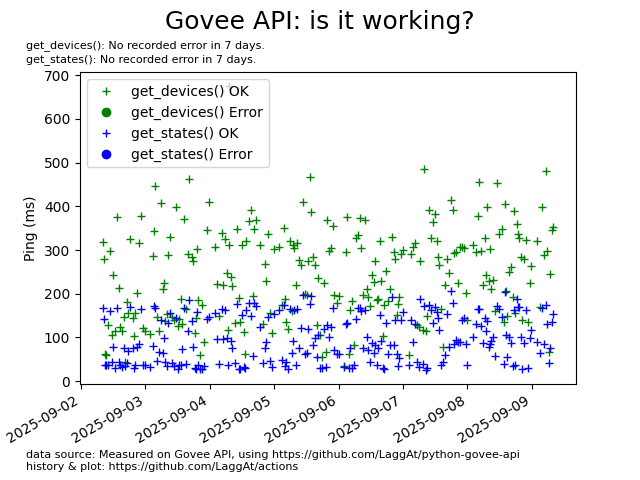 Govee API: is it working?
get_devices(): No recorded error in 7 days.
get_states(): No recorded error in 7 days.
700
600
500
400
300
200
100
0
Ping (ms)
get_devices() OK
get_devices() Error
get_states() OK
get_states() Error
2025-09-02
2025-09-03
2025-09-04
2025-09-05
2025-09-06
2025-09-07
2025-09-08
2025-09-09
data source: Measured on Govee API, using https://github.com/LaggAt/python-govee-api
history & plot: https://github.com/LaggAt/actions